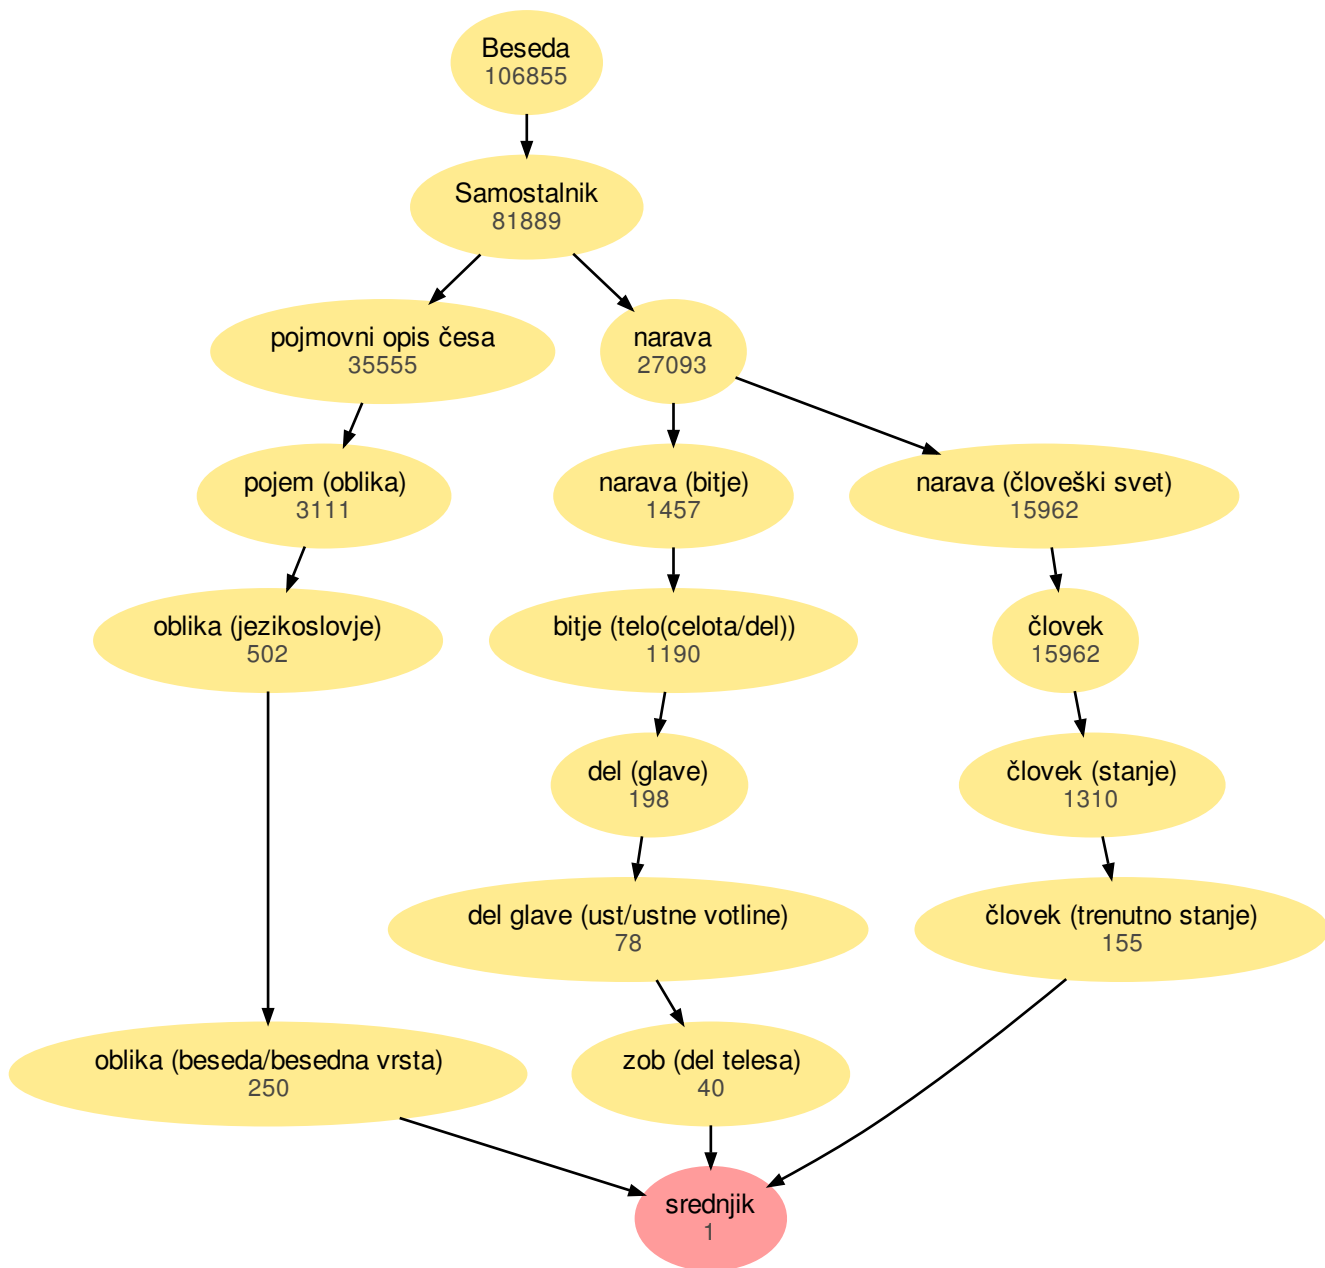 Beseda
106855
Samostalnik
81889
pojmovni opis česa
35555
narava
27093
pojem (oblika)
3111
narava (bitje)
1457
narava (človeški svet)
15962
oblika (jezikoslovje)
502
bitje (telo(celota/del))
1190
človek
15962
del (glave)
198
človek (stanje)
1310
del glave (ust/ustne votline)
78
človek (trenutno stanje)
155
oblika (beseda/besedna vrsta)
250
zob (del telesa)
40
srednjik
1